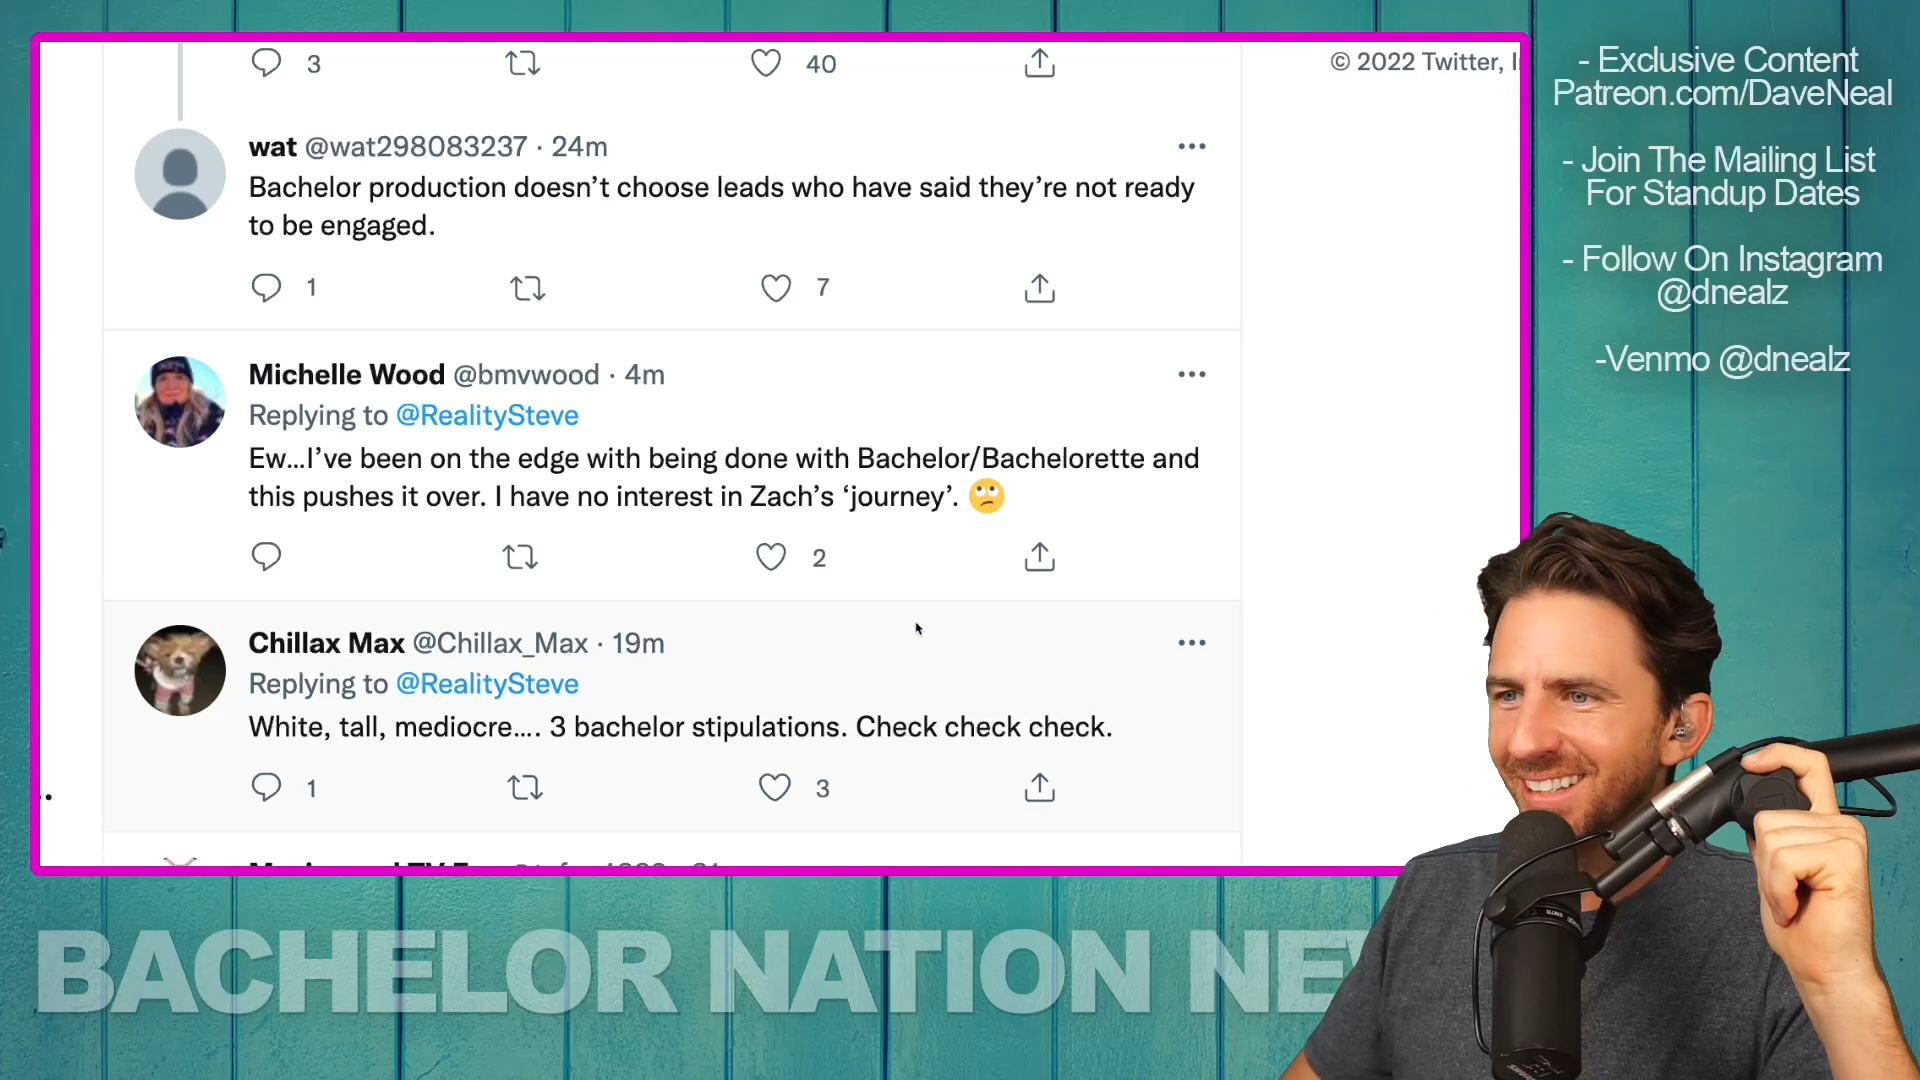 3
40
© 2022 Twitter,
wat @wat298083237 · 24m
Bachelor production doesn’t choose leads who have said they’re not ready
to be engaged.
1
7
Michelle Wood @bmvwood · 4m
Replying to @RealitySteve
Ew...I’ve been on the edge with being done with Bachelor/Bachelorette and
this pushes it over. I have no interest in Zach’s ‘journey’. 🙄
2
Chillax Max @Chillax_Max · 19m
Replying to @RealitySteve
White, tall, mediocre.... 3 bachelor stipulations. Check check check.
1
3
- Exclusive Content
Patreon.com/DaveNeal
- Join The Mailing List
For Standup Dates
- Follow On Instagram
@dnealz
-Venmo @dnealz
BACHELOR NATION